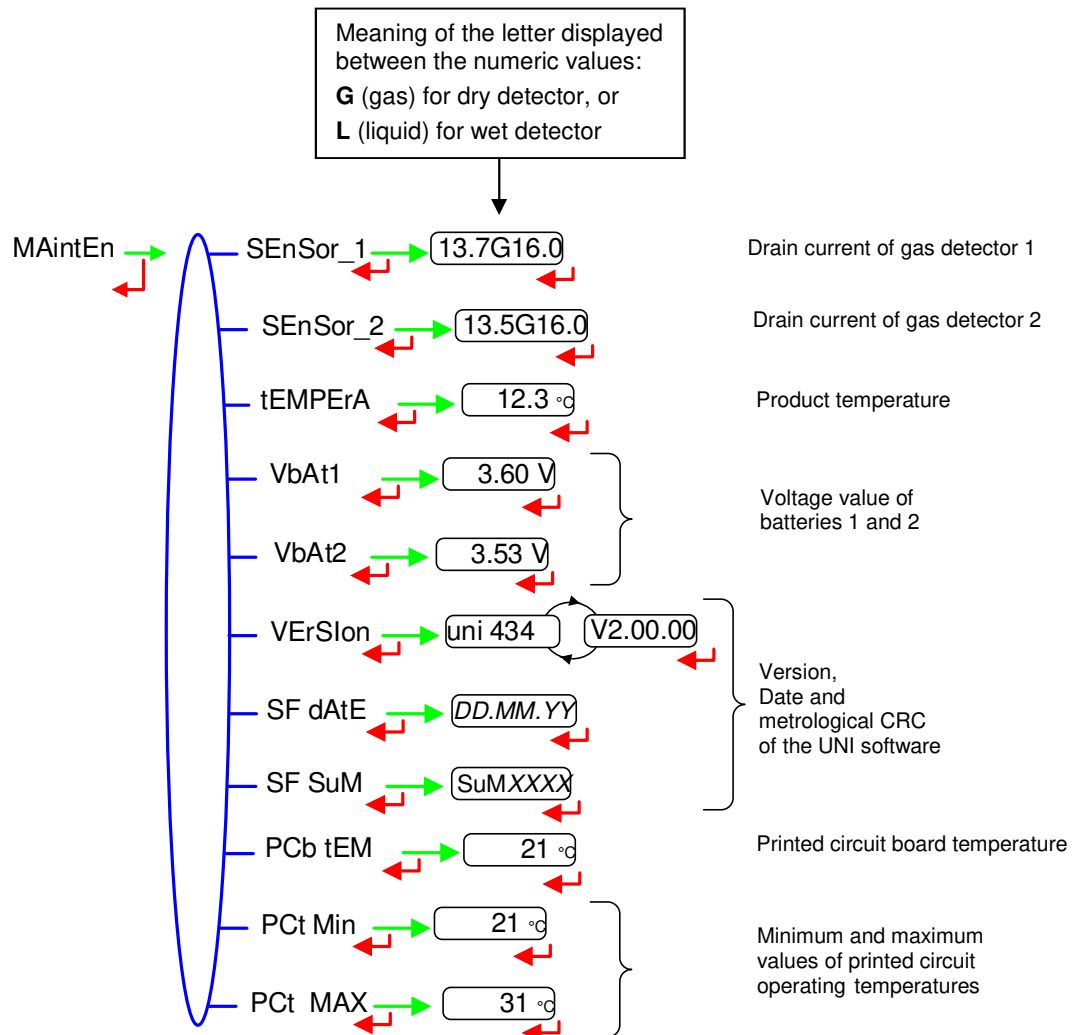 Meaning of the letter displayed
between the numeric values:
G (gas) for dry detector, or
L (liquid) for wet detector
MAintEn
SEnSor_1
13.7G16.0
Drain current of gas detector 1
SEnSor_2
13.5G16.0
Drain current of gas detector 2
tEMPErA
12.3 °C
Product temperature
VbAt1
3.60 V
Voltage value of
batteries 1 and 2
VbAt2
3.53 V
VErSIon
uni 434
V2.00.00
Version,
Date and
metrological CRC
of the UNI software
SF dAtE
DD.MM.YY
SF SuM
SuMXXXX
PCb tEM
21 °C
Printed circuit board temperature
PCt Min
21 °C
Minimum and maximum
values of printed circuit
operating temperatures
PCt MAX
31 °C